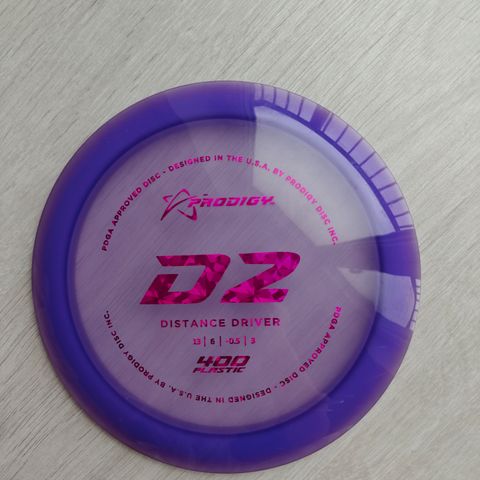 PDGA APPROVED DISC - DESIGNED IN THE U.S.A. BY PRODIGY DISC INC.
PRODIGY
D2
DISTANCE DRIVER
13 | 6 | -0.5 | 3
400
PLASTIC
PDGA APPROVED DISC - DESIGNED IN THE U.S.A. BY PRODIGY DISC INC.